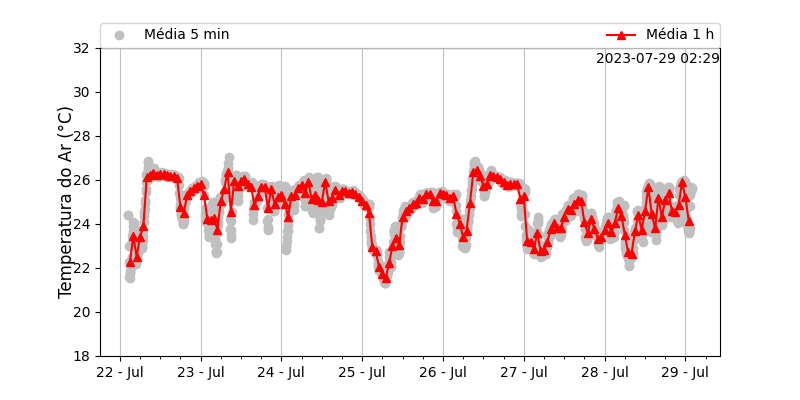 Média 5 min
Média 1 h
2023-07-29 02:29
Temperatura do Ar (°C)
32
30
28
26
24
22
20
18
22 - Jul
23 - Jul
24 - Jul
25 - Jul
26 - Jul
27 - Jul
28 - Jul
29 - Jul